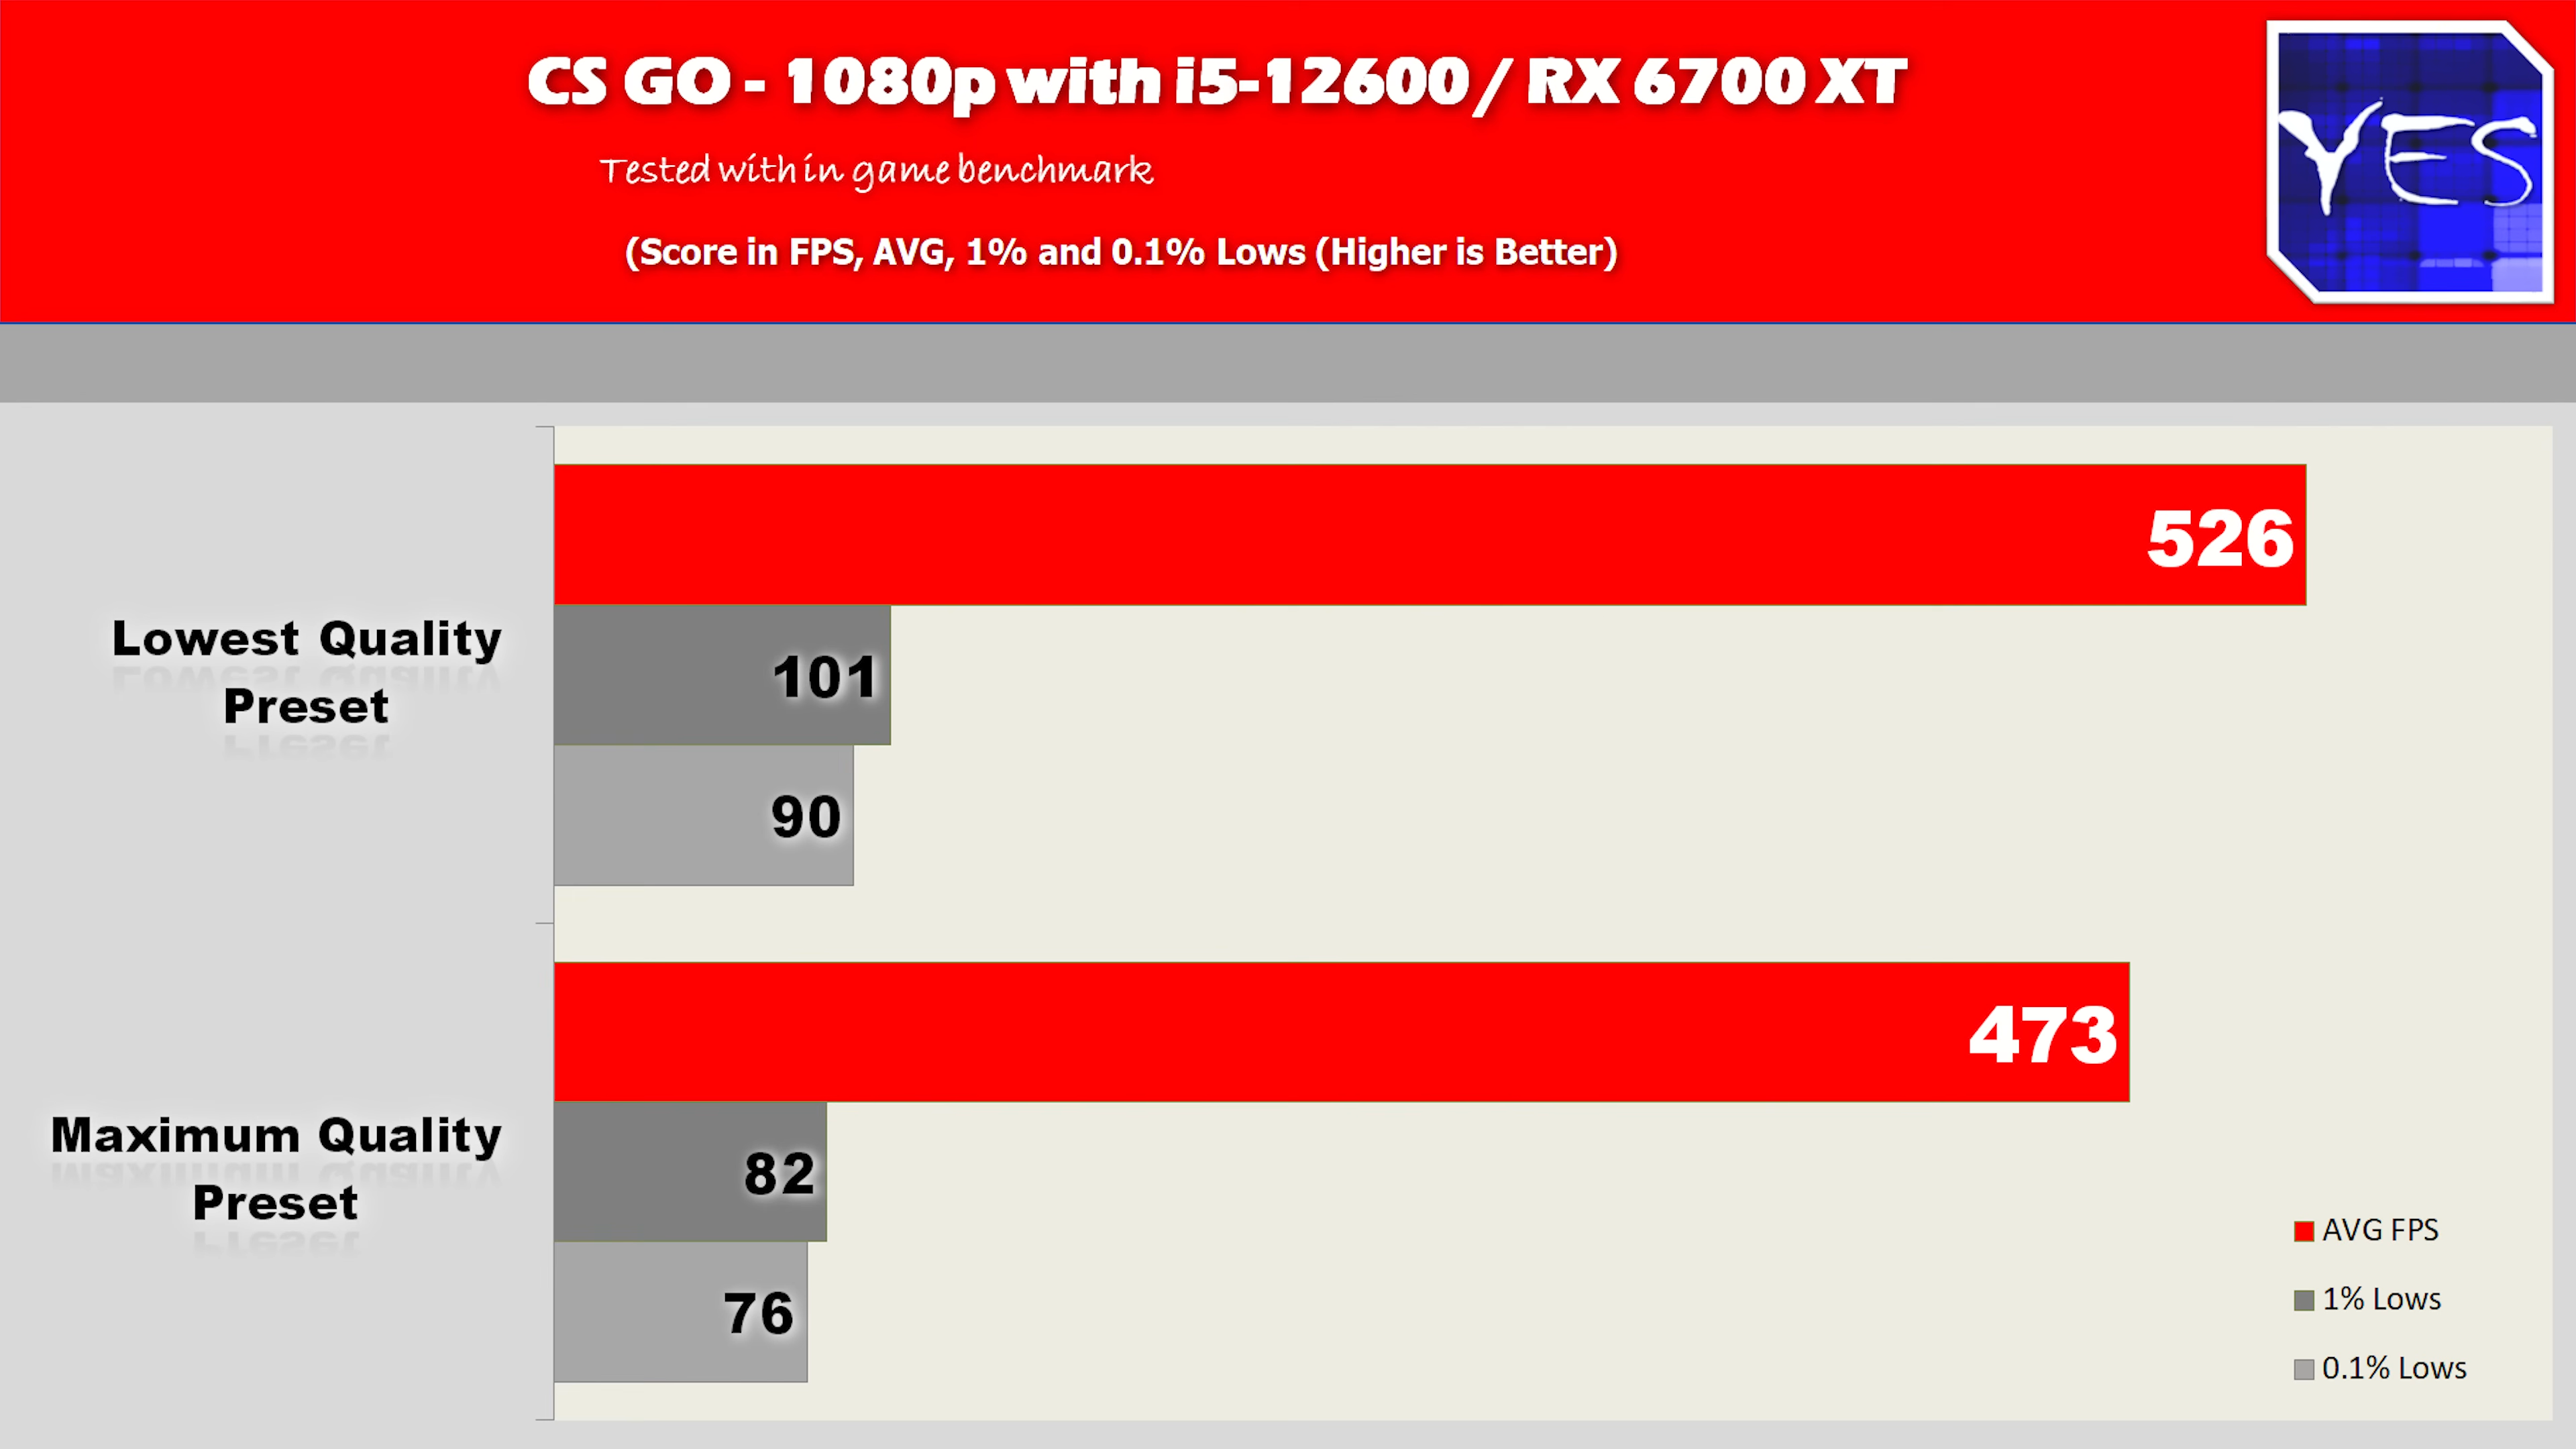 CS GO - 1080p with i5-12600 / RX 6700 XT
Tested with in game benchmark
(Score in FPS, AVG, 1% and 0.1% Lows (Higher is Better)
YES
526
101
90
Lowest Quality
Preset
473
82
76
Maximum Quality
Preset
AVG FPS
1% Lows
0.1% Lows